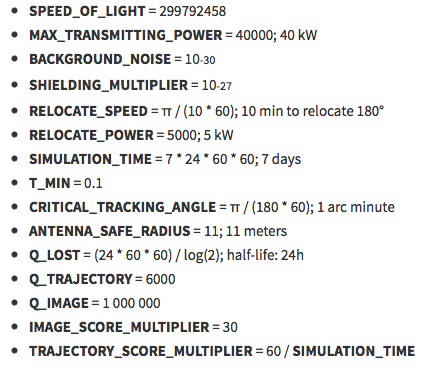 • SPEED_OF_LIGHT = 299792458
• MAX_TRANSMITTING_POWER = 40000; 40 kW
• BACKGROUND_NOISE = 10-30
• SHIELDING_MULTIPLIER = 10-27
• RELOCATE_SPEED = π / (10 * 60); 10 min to relocate 180°
• RELOCATE_POWER = 5000; 5 kW
• SIMULATION_TIME = 7 * 24 * 60 * 60; 7 days
• T_MIN = 0.1
• CRITICAL_TRACKING_ANGLE = π / (180 * 60); 1 arc minute
• ANTENNA_SAFE_RADIUS = 11; 11 meters
• Q_LOST = (24 * 60 * 60) / log(2); half-life: 24h
• Q_TRAJECTORY = 6000
• Q_IMAGE = 1 000 000
• IMAGE_SCORE_MULTIPLIER = 30
• TRAJECTORY_SCORE_MULTIPLIER = 60 / SIMULATION_TIME